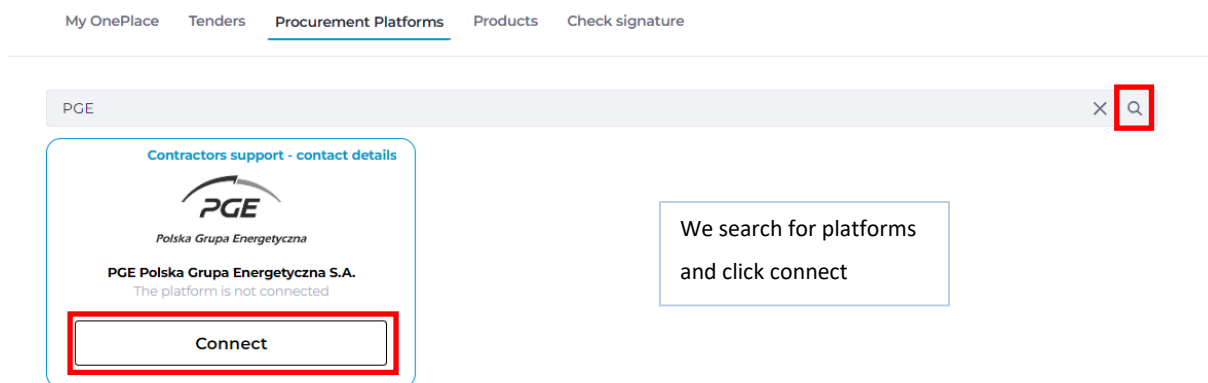 My OnePlace Tenders Procurement Platforms Products Check signature
PGE
Contractors support - contact details
PGE
Polska Grupa Energetyczna
PGE Polska Grupa Energetyczna S.A.
The platform is not connected
Connect
We search for platforms
and click connect